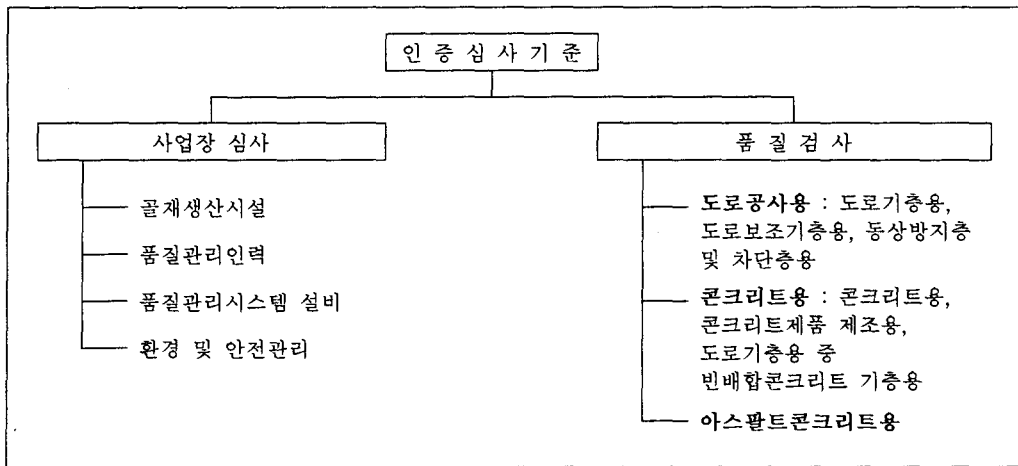 인 증 심 사 기 준
사업장 심사
골재생산시설
품질관리인력
품질관리시스템 설비
환경 및 안전관리
품 질 검 사
도로공사용 : 도로기층용,
도로보조기층용, 동상방지층
및 차단층용
콘크리트용 : 콘크리트용,
콘크리트제품 제조용,
도로기층용 중
빈배합콘크리트 기층용
아스팔트콘크리트용